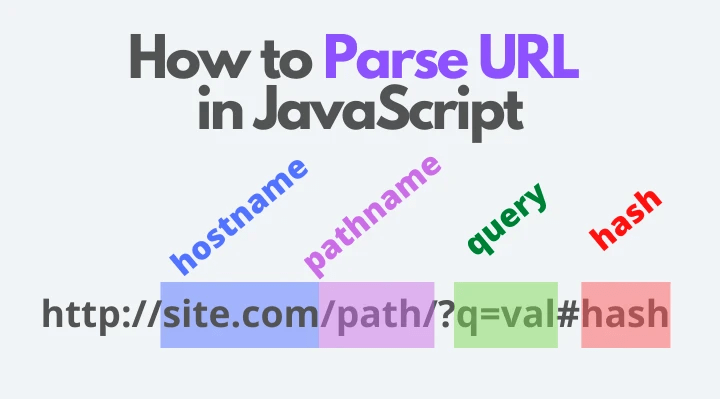 How to Parse URL
in JavaScript
hostname
pathname
query
hash
http://site.com/path/?q=val#hash